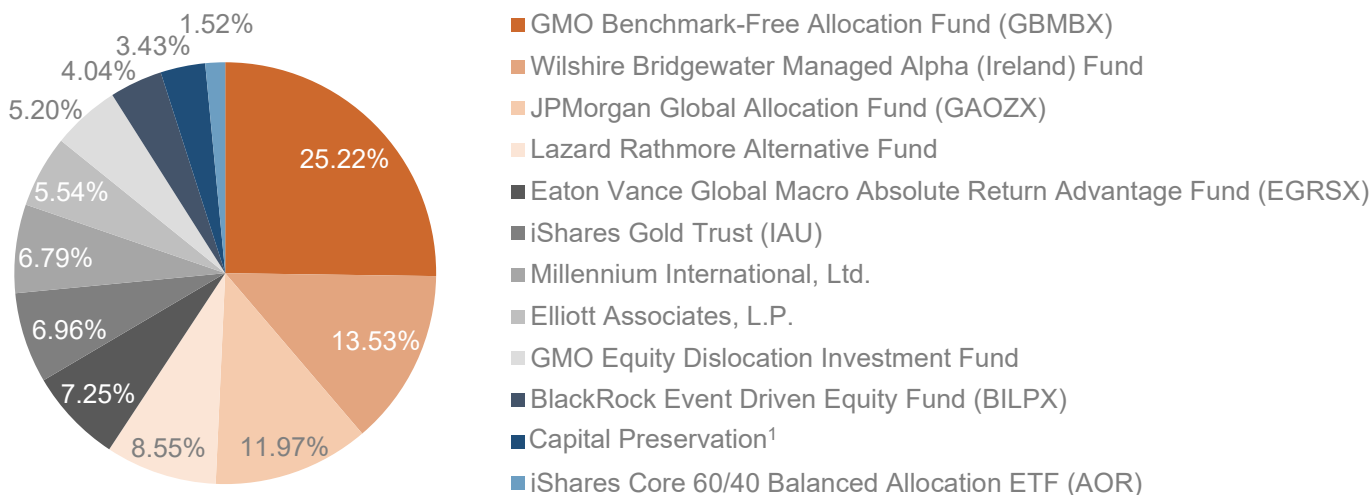 1.52%
3.43%
4.04%
5.20%
25.22%
5.54%
6.79%
13.53%
6.96%
7.25%
8.55%
11.97%
GMO Benchmark-Free Allocation Fund (GBMBX)
Wilshire Bridgewater Managed Alpha (Ireland) Fund
JPMorgan Global Allocation Fund (GAOZX)
Lazard Rathmore Alternative Fund
Eaton Vance Global Macro Absolute Return Advantage Fund (EGRSX)
iShares Gold Trust (IAU)
Millennium International, Ltd.
Elliott Associates, L.P.
GMO Equity Dislocation Investment Fund
BlackRock Event Driven Equity Fund (BILPX)
Capital Preservation¹
iShares Core 60/40 Balanced Allocation ETF (AOR)